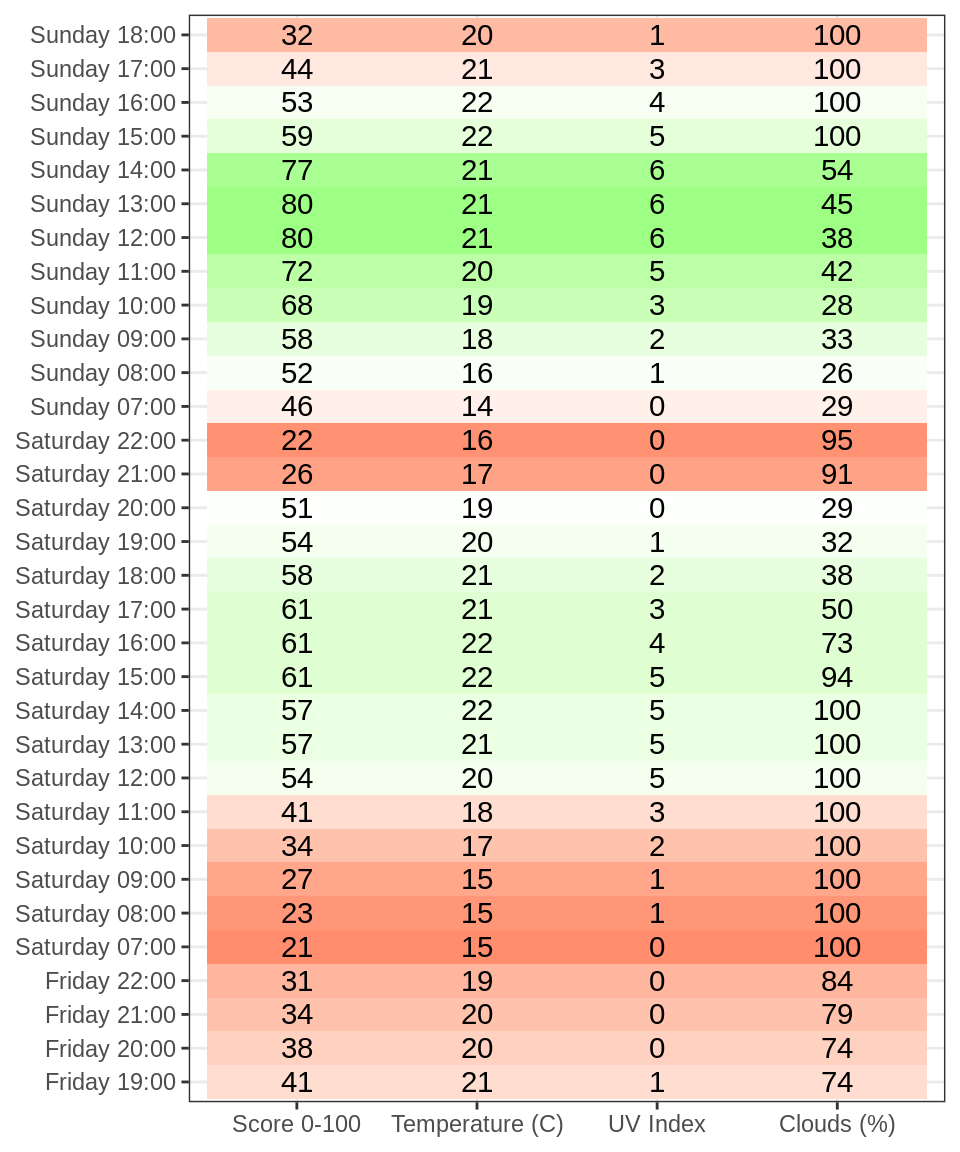 Sunday 18:00 32 20 1 100
Sunday 17:00 44 21 3 100
Sunday 16:00 53 22 4 100
Sunday 15:00 59 22 5 100
Sunday 14:00 77 21 6 54
Sunday 13:00 80 21 6 45
Sunday 12:00 80 21 6 38
Sunday 11:00 72 20 5 42
Sunday 10:00 68 19 3 28
Sunday 09:00 58 18 2 33
Sunday 08:00 52 16 1 26
Sunday 07:00 46 14 0 29
Saturday 22:00 22 16 0 95
Saturday 21:00 26 17 0 91
Saturday 20:00 51 19 0 29
Saturday 19:00 54 20 1 32
Saturday 18:00 58 21 2 38
Saturday 17:00 61 21 3 50
Saturday 16:00 61 22 4 73
Saturday 15:00 61 22 5 94
Saturday 14:00 57 22 5 100
Saturday 13:00 57 21 5 100
Saturday 12:00 54 20 5 100
Saturday 11:00 41 18 3 100
Saturday 10:00 34 17 2 100
Saturday 09:00 27 15 1 100
Saturday 08:00 23 15 1 100
Saturday 07:00 21 15 0 100
Friday 22:00 31 19 0 84
Friday 21:00 34 20 0 79
Friday 20:00 38 20 0 74
Friday 19:00 41 21 1 74
Score 0-100 Temperature (C) UV Index Clouds (%)